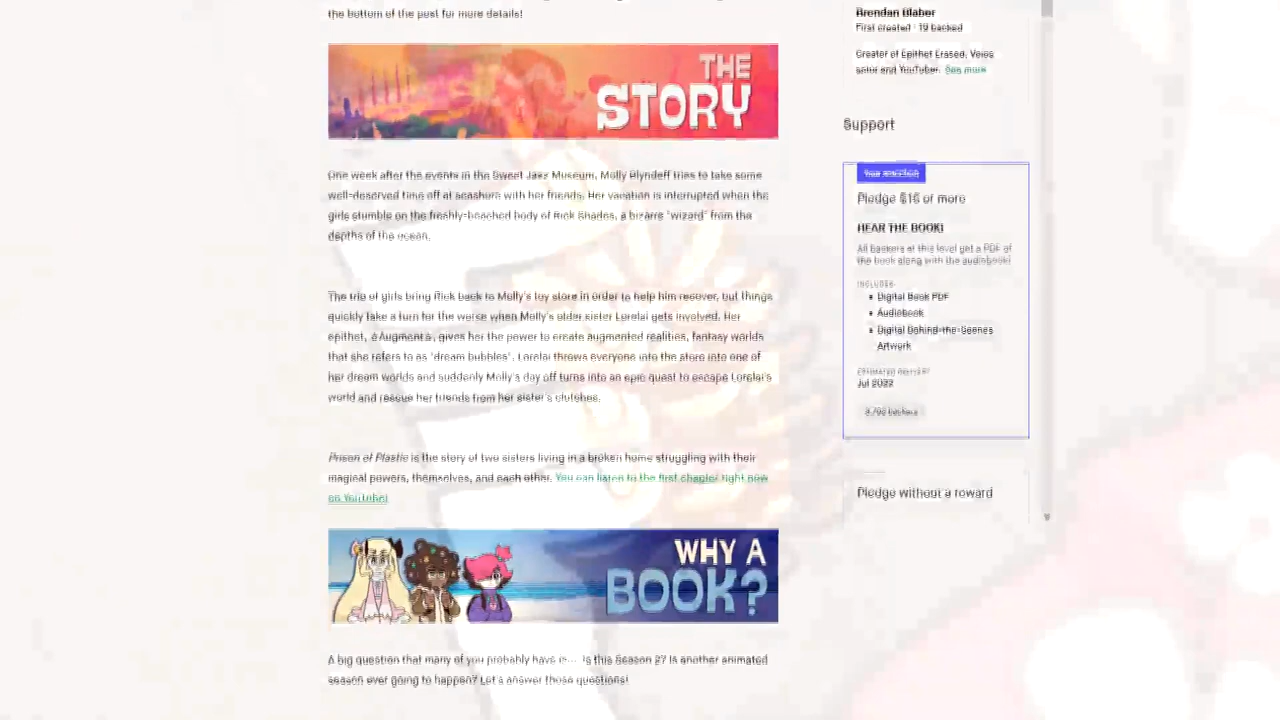 the bottom of the post for more details!
THE
STORY
One week after the events in the Sweet Jazz Museum, Molly Blyndeff tries to take some
well-deserved time off at seashore with her friends. Her vacation is interrupted when the
girls stumble on the freshly-beached body of Rick Shades, a bizarre "wizard" from the
depths of the ocean.
The trio of girls bring Rick back to Molly's toy store in order to help him recover, but things
quickly take a turn for the worse when Molly's older sister Lorelai gets involved. Her
epithet, "Augment", gives her the power to create augmented realities, fantasy worlds
that she refers to as "dream bubbles". Lorelai throws everyone into the store into one of
her dream worlds and suddenly Molly's day off turns into an epic quest to escape Lorelai's
world and rescue her friends from her sister's clutches.
Prison of Plastic is the story of two sisters living in a broken home struggling with their
magical powers, themselves, and each other. You can listen to the first chapter right now
on YouTube!
WHY A
BOOK?
A big question that many of you probably have is... Is this Season 2? Is another animated
season ever going to happen? Let's answer those questions!
Brendan Blaber
First created · 19 backed
Creator of Epithet Erased, Voice
actor and YouTuber. See more
Support
Your selection
Pledge $15 or more
HEAR THE BOOK!
All backers at this level get a PDF of
the book along with the audiobook!
INCLUDES:
• Digital Book PDF
• Audiobook
• Digital Behind-the-Scenes
Artwork
ESTIMATED DELIVERY
Jul 2022
backers
Pledge without a reward